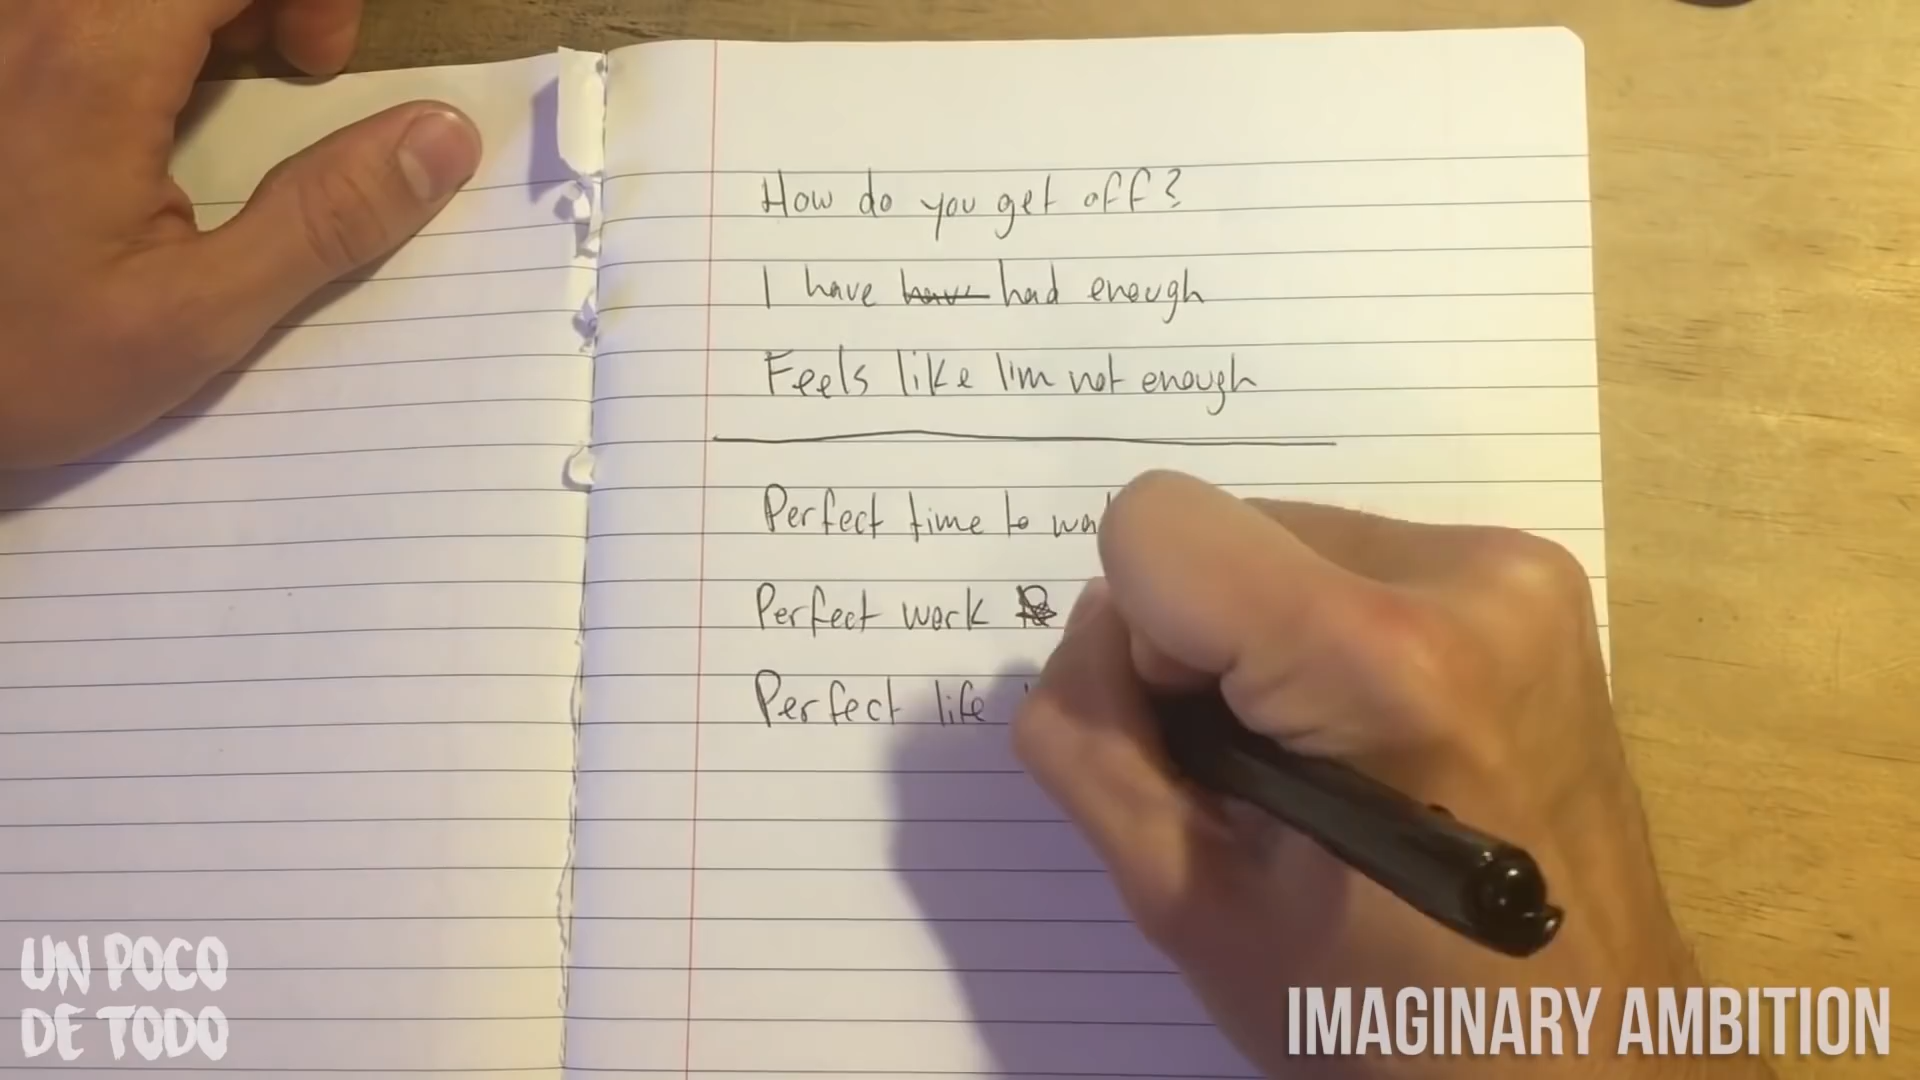 How do you get off?
I have have had enough
Feels like I'm not enough
Perfect time to
Perfect work
Perfect life
UN POCO
DE TODO
IMAGINARY AMBITION